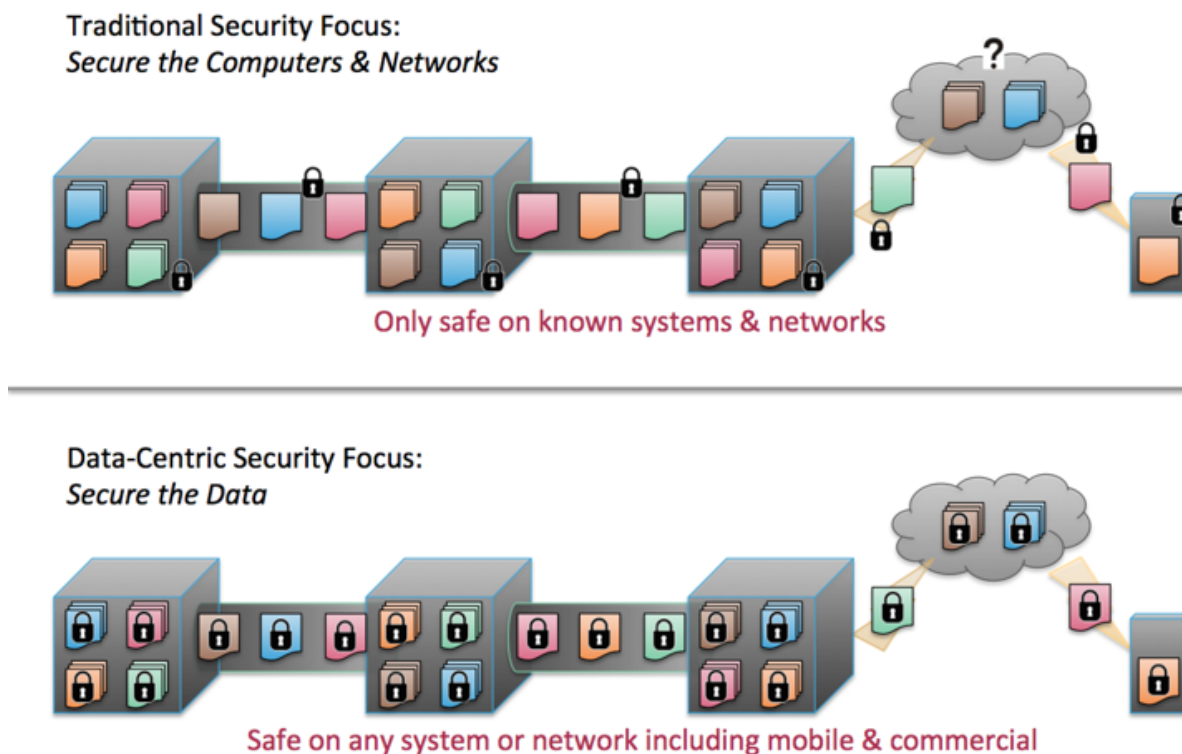 Traditional Security Focus:
Secure the Computers & Networks
?
Only safe on known systems & networks
Data-Centric Security Focus:
Secure the Data
Safe on any system or network including mobile & commercial